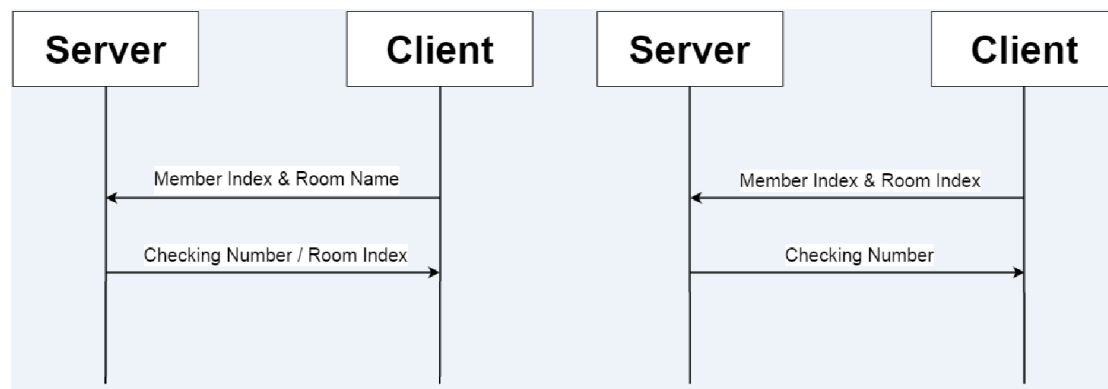 Server
Client
Member Index & Room Name
Checking Number / Room Index
Server
Client
Member Index & Room Index
Checking Number